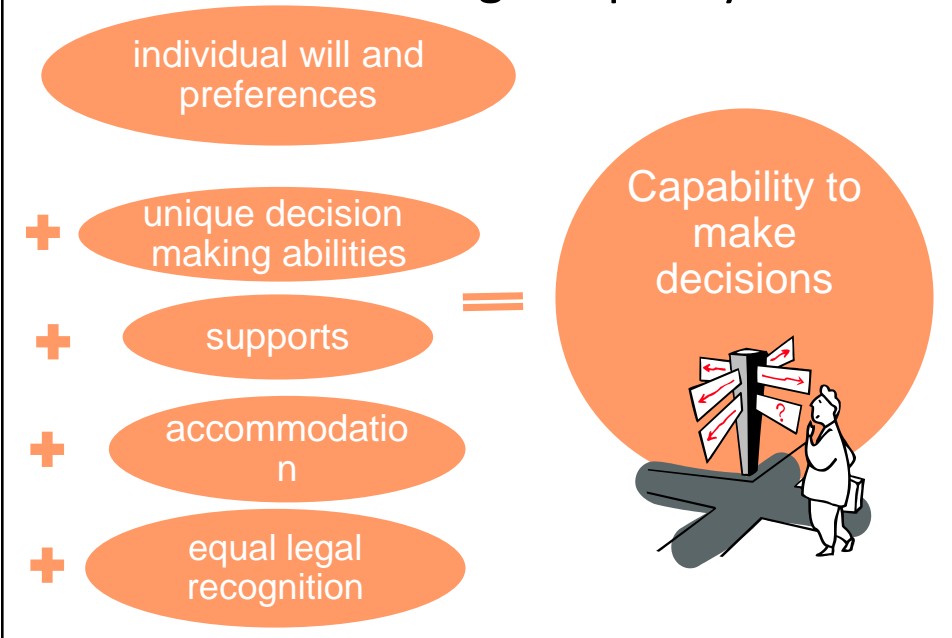 individual will and
preferences
+ unique decision
making abilities
+ supports
+ accommodatio
n
+ equal legal
recognition
=
Capability to
make
decisions
?